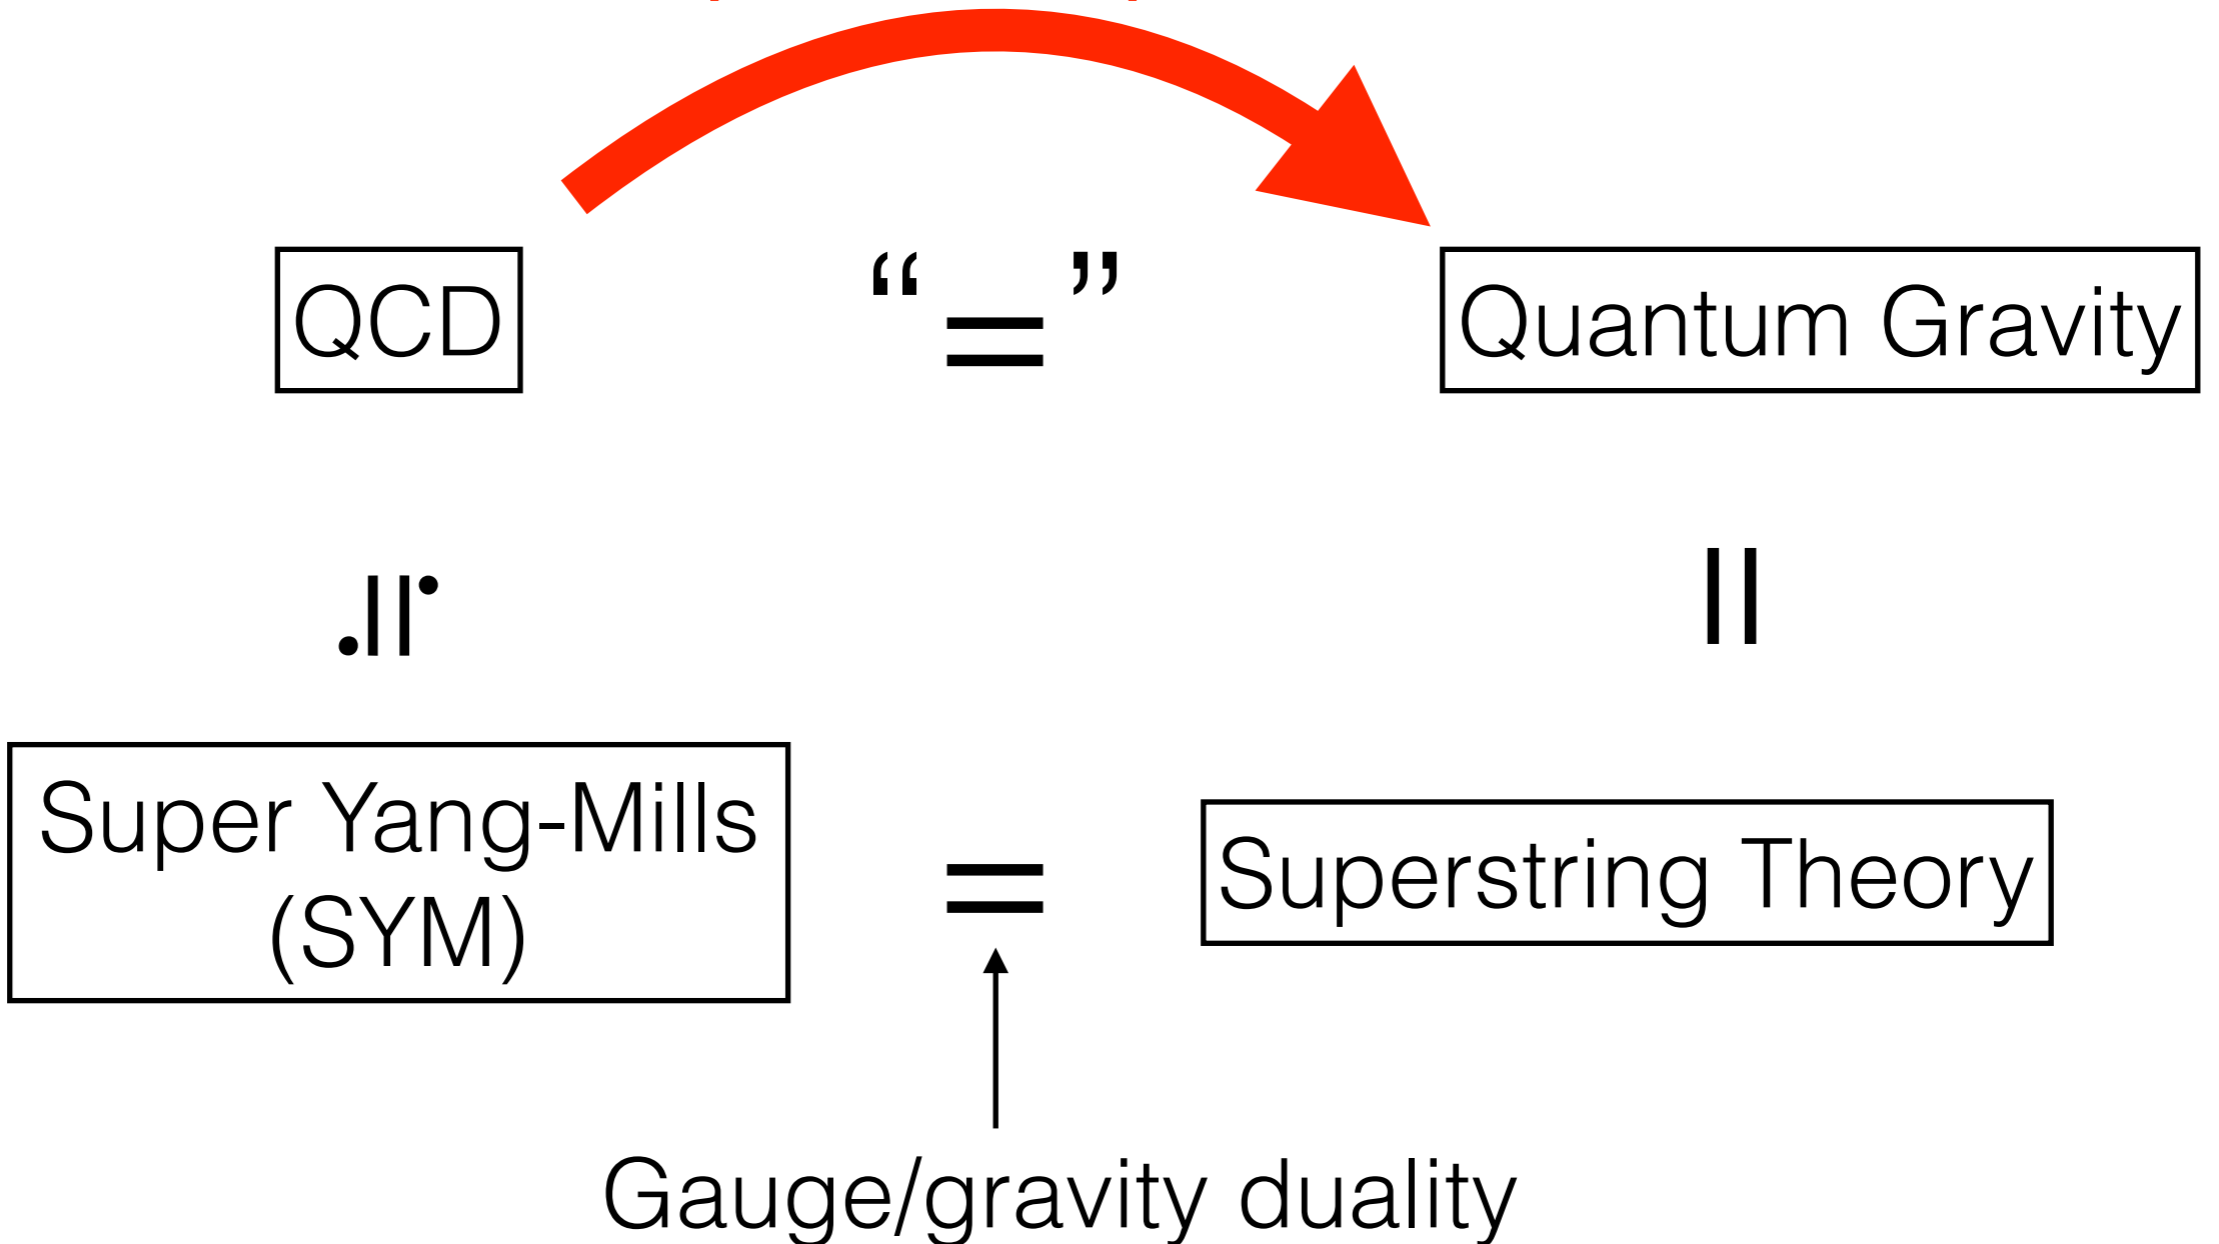 QCD “=” Quantum Gravity
.||˙ ||
Super Yang-Mills
(SYM)
= Superstring Theory
Gauge/gravity duality